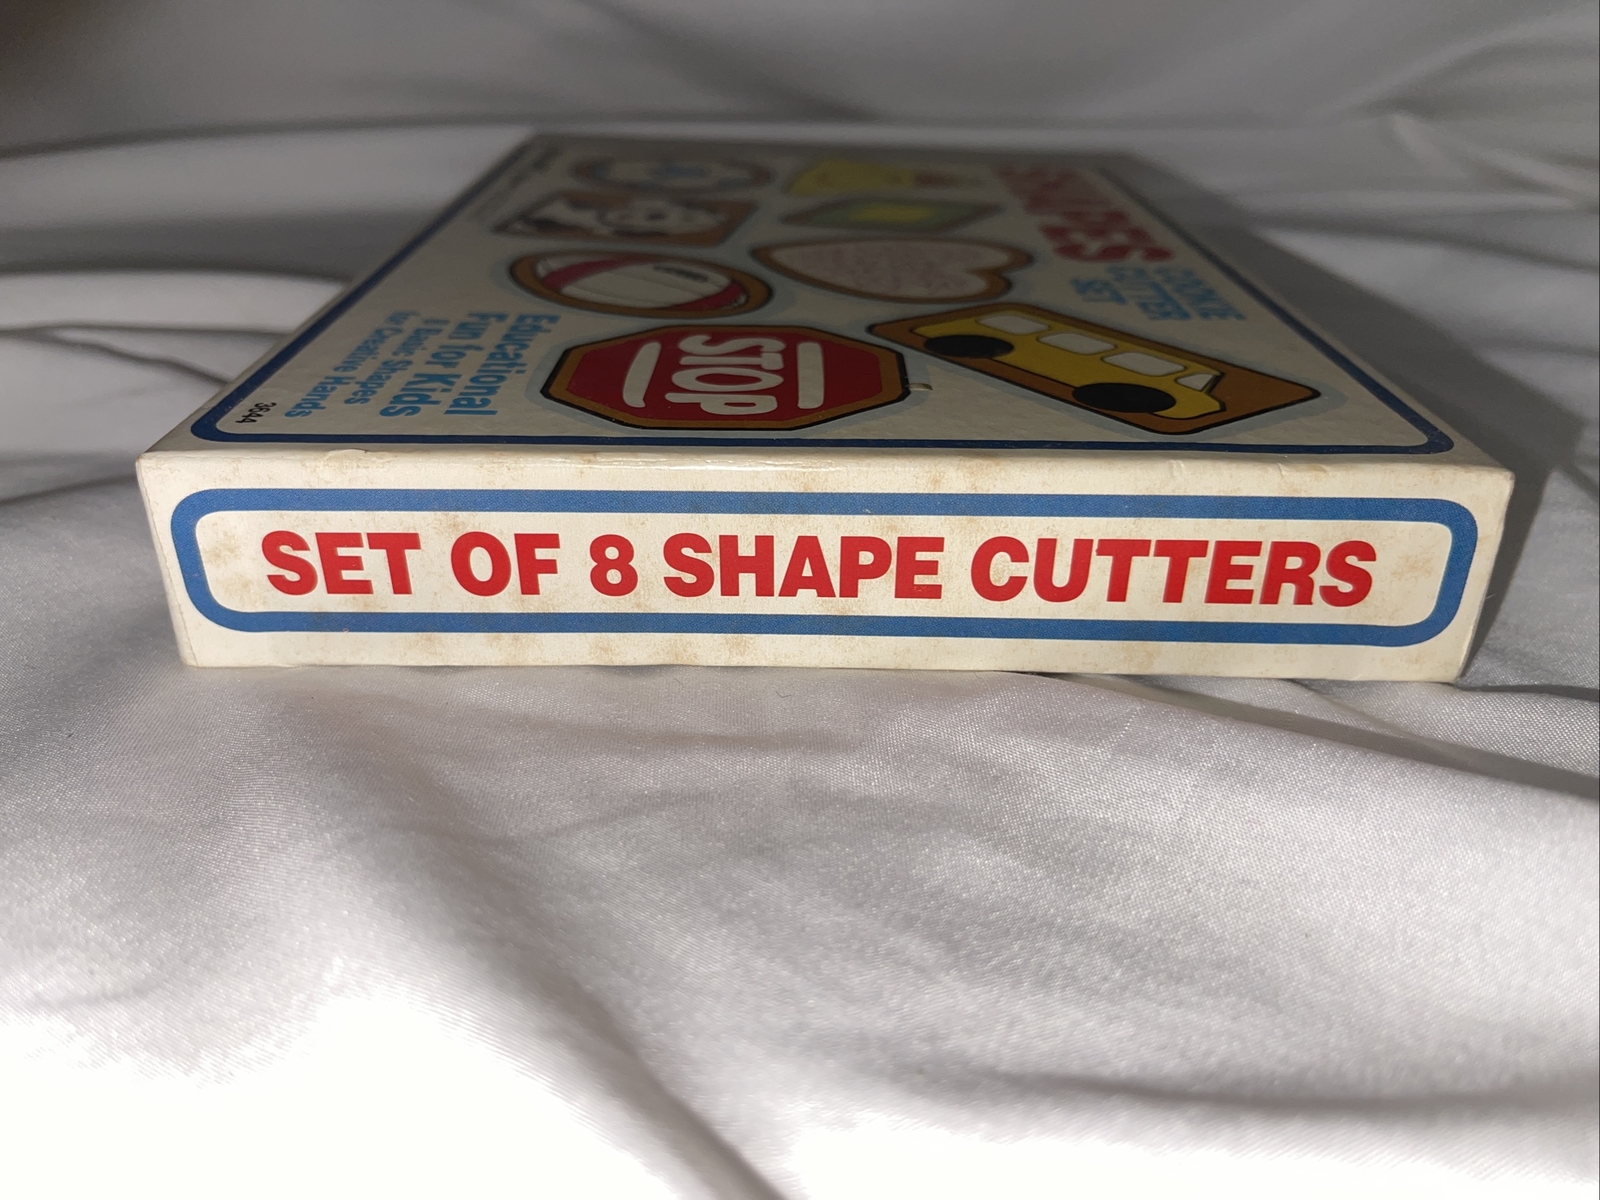 SET OF 8 SHAPE CUTTERS
SHAPES
COOKIE
CUTTER
SET
STOP
Educational
Fun for Kids
8 Basic Shapes
for Creative Hands
3644